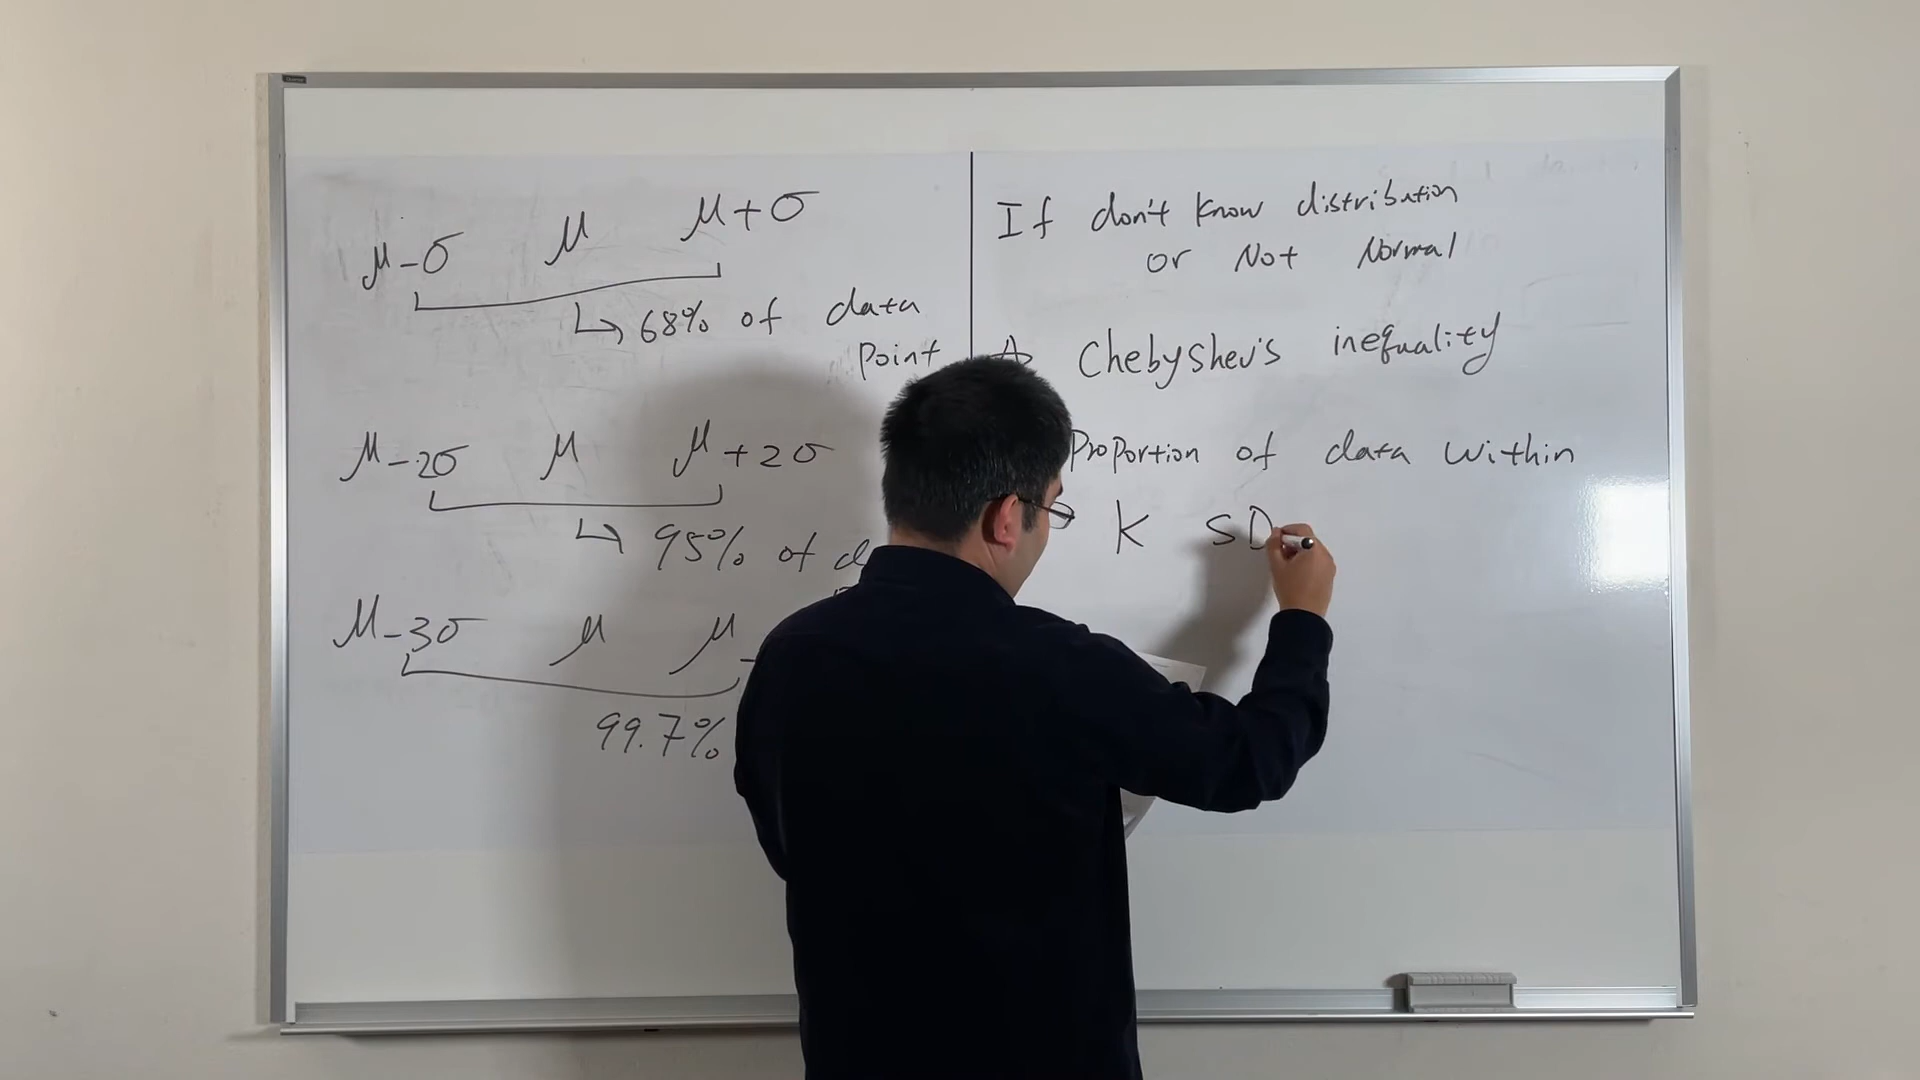 μ-σ μ μ+σ
↳ 68% of data
point
μ-2σ μ μ+2σ
↳ 95% of
μ-3σ μ μ
99.7%
If don't know distribution
or Not Normal
Chebyshev's inequality
Proportion of data within
K SD